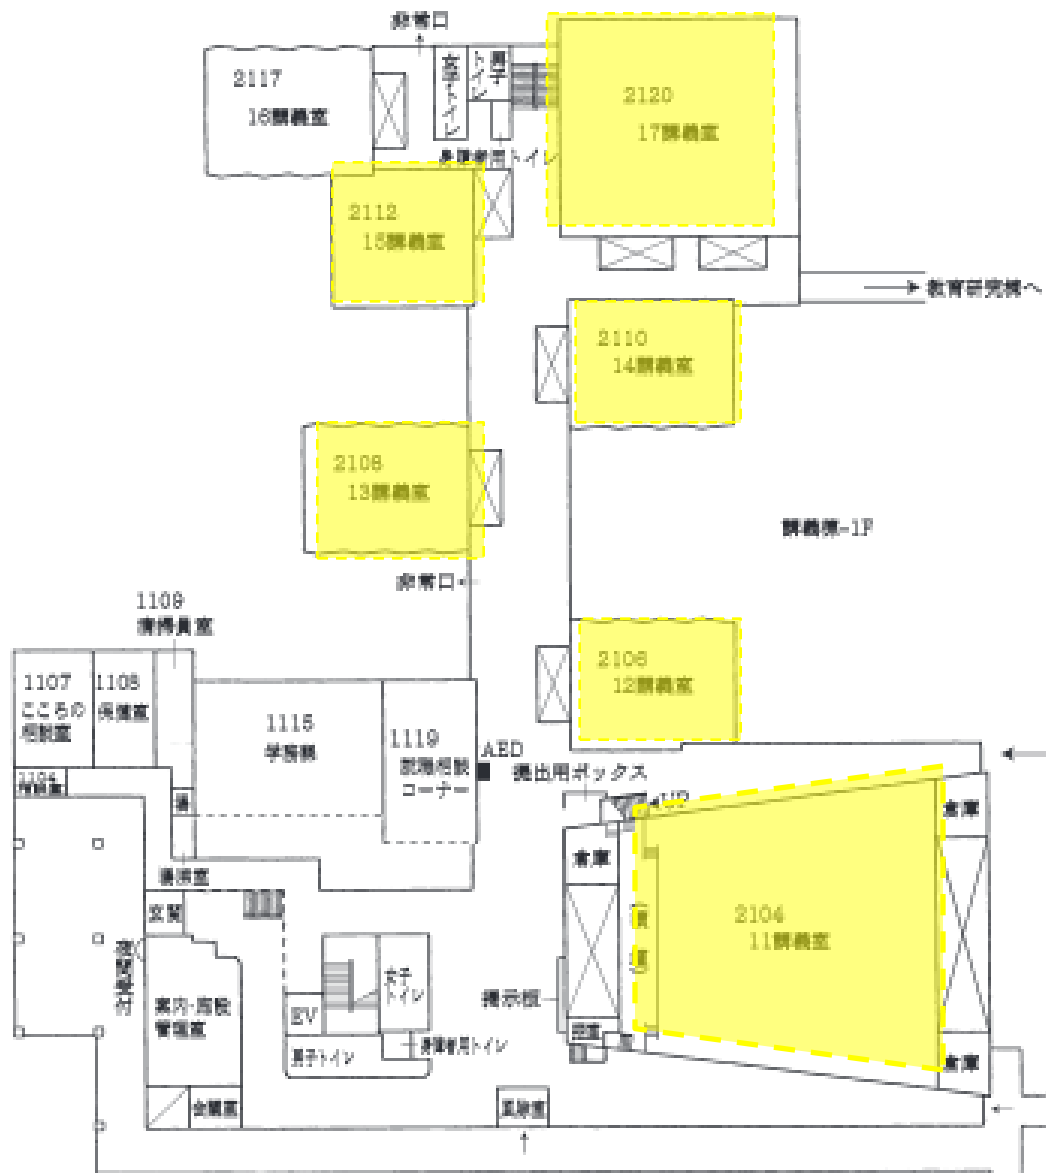 非常口
2117
16講義室
女子トイレ
男子トイレ
2120
17講義室
身障者用トイレ
2112
15講義室
教育研究棟へ
2110
14講義室
2108
13講義室
講義棟-1F
非常口
1109
清掃員室
2106
12講義室
1107
こころの
相談室
1108
保健室
1115
学務課
1119
就職相談
コーナー
AED
提出用ボックス
UP
倉庫
倉庫
湯沸室
玄関
2104
11講義室
案内・施設
管理室
EV
女子
トイレ
掲示板
控室
男子トイレ
身障者用トイレ
倉庫
風除室